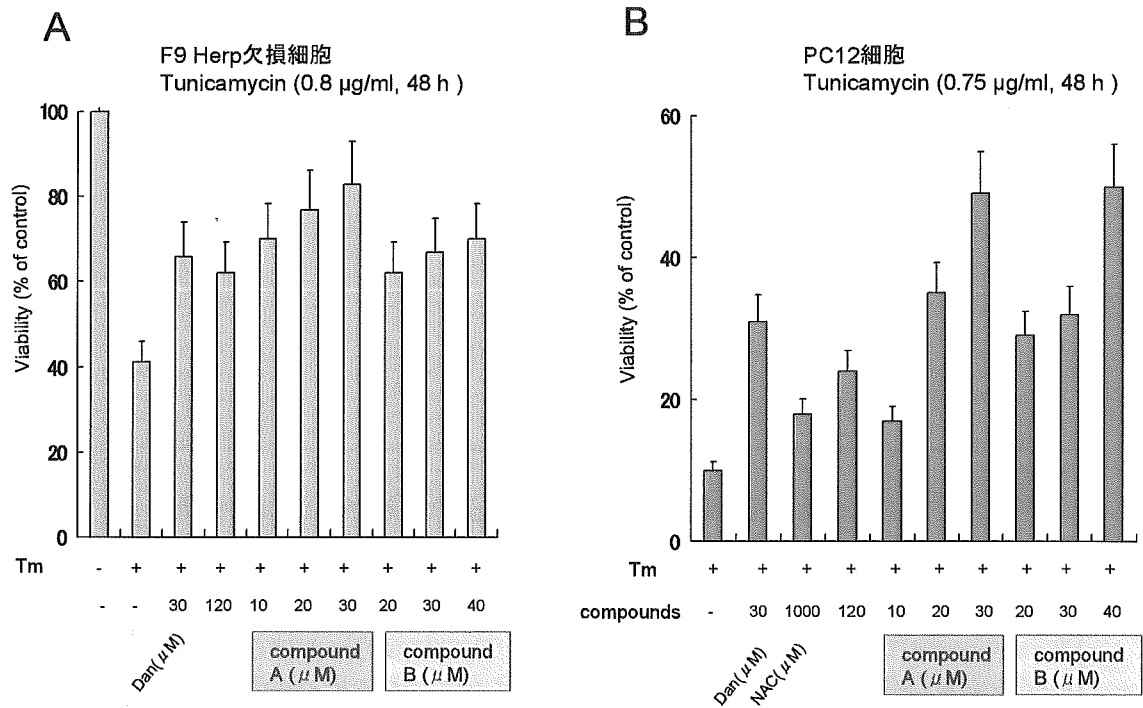 A
F9 Herp欠損細胞
Tunicamycin (0.8 μg/ml, 48 h )
Viability (% of control)
100
80
60
40
20
0
Tm - + + + + + + + + +
- - 30 120 10 20 30 20 30 40
Dan(μM)
compound
A (μM)
compound
B (μM)
B
PC12細胞
Tunicamycin (0.75 μg/ml, 48 h )
Viability (% of control)
60
40
20
0
Tm + + + + + + + + + +
compounds - 30 1000 120 10 20 30 20 30 40
Dan(μM)
NAC(μM)
compound
A (μM)
compound
B (μM)